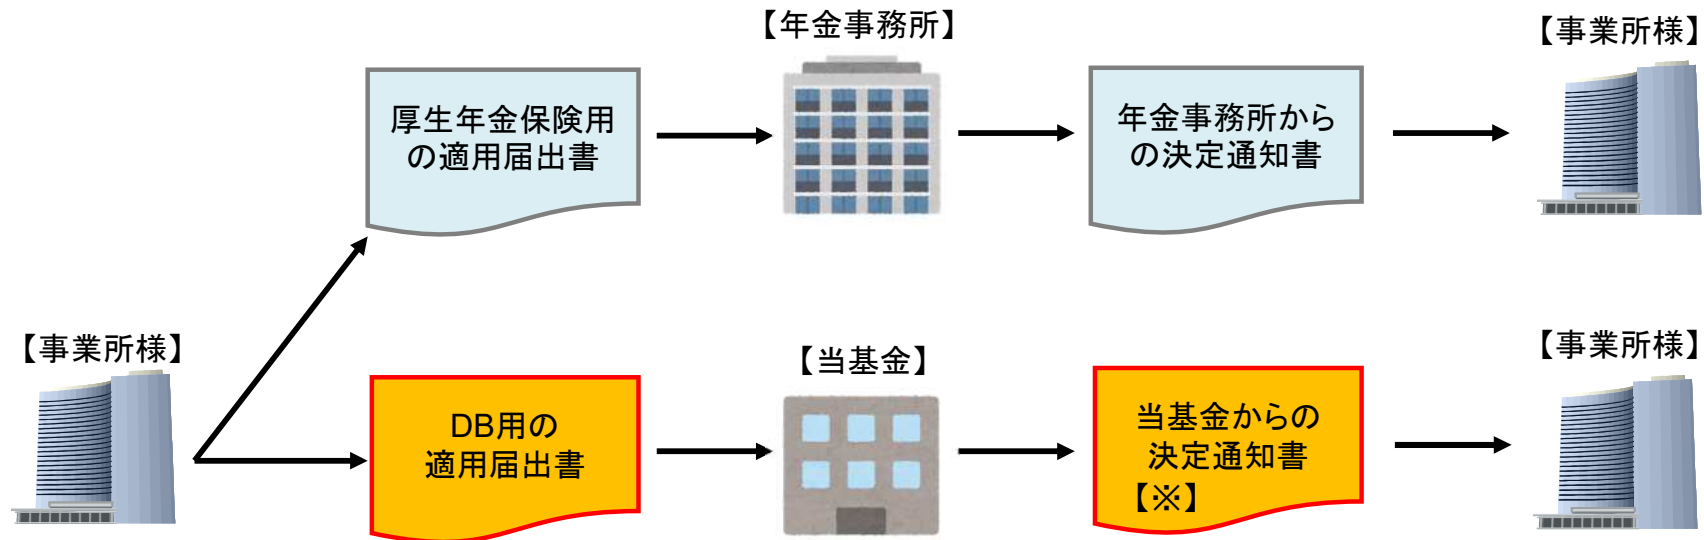 【年金事務所】
【事業所様】
厚生年金保険用
の適用届出書
年金事務所から
の決定通知書
【事業所様】
【当基金】
【事業所様】
DB用の
適用届出書
当基金からの
決定通知書
【※】